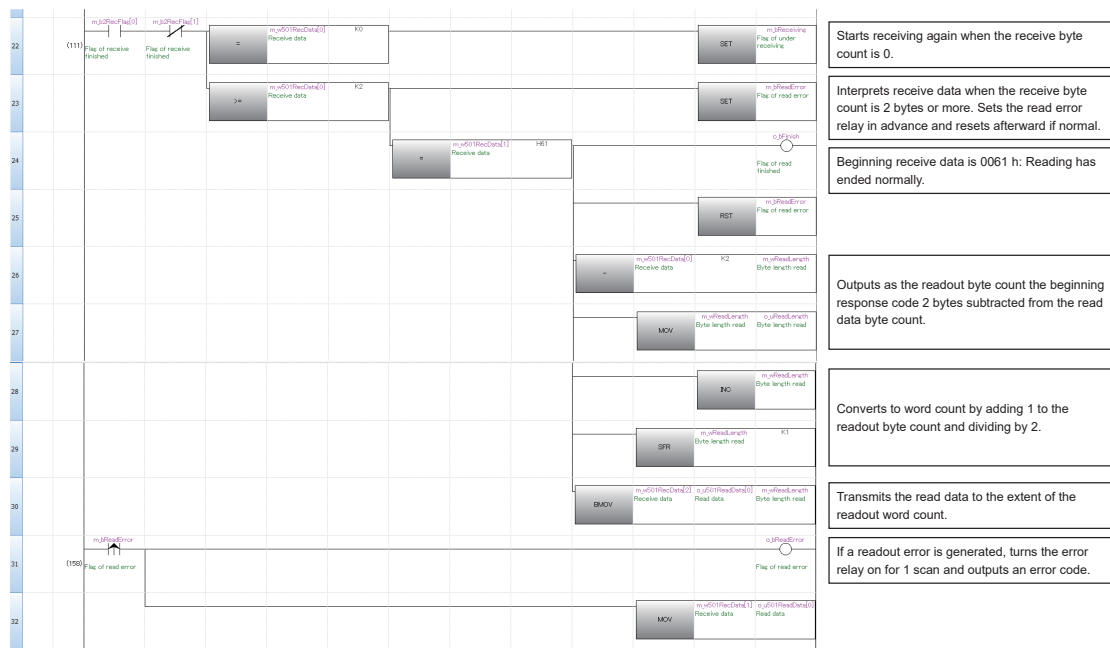 22
(111)
m_b2RecFlag[0]
Flag of receive
finished
m_b2RecFlag[1]
Flag of receive
finished
=
m_w501RecData[0]
Receive data
K0
SET
m_bReceiving
Flag of under
receiving
Starts receiving again when the receive byte
count is 0.
23
>=
m_w501RecData[0]
Receive data
K2
SET
m_bReadError
Flag of read error
Interprets receive data when the receive byte
count is 2 bytes or more. Sets the read error
relay in advance and resets afterward if normal.
24
=
m_w501RecData[1]
Receive data
H61
o_bFinish
Flag of read
finished
Beginning receive data is 0061 h: Reading has
ended normally.
25
RST
m_bReadError
Flag of read error
26
-
m_w501RecData[0]
Receive data
K2
m_wReadLength
Byte length read
Outputs as the readout byte count the beginning
response code 2 bytes subtracted from the read
data byte count.
27
MOV
m_wReadLength
Byte length read
o_uReadLength
Byte length read
28
INC
m_wReadLength
Byte length read
Converts to word count by adding 1 to the
readout byte count and dividing by 2.
29
SFR
m_wReadLength
Byte length read
K1
30
BMOV
m_w501RecData[2]
Receive data
o_u501ReadData[0]
Read data
m_wReadLength
Byte length read
Transmits the read data to the extent of the
readout word count.
31
(158)
m_bReadError
Flag of read error
o_bReadError
Flag of read error
If a readout error is generated, turns the error
relay on for 1 scan and outputs an error code.
32
MOV
m_w501RecData[1]
Receive data
o_u501ReadData[0]
Read data